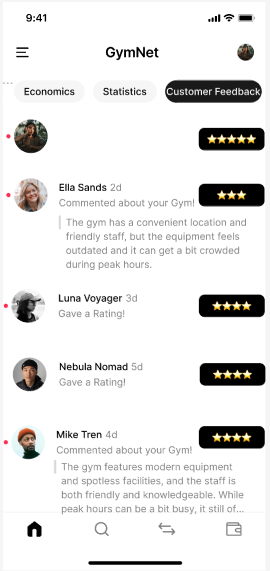 9:41
GymNet
Economics
Statistics
Customer Feedback
Ella Sands 2d
Commented about your Gym!
The gym has a convenient location and
friendly staff, but the equipment feels
outdated and it can get a bit crowded
during peak hours.
Luna Voyager 3d
Gave a Rating!
Nebula Nomad 5d
Gave a Rating!
Mike Tren 4d
Commented about your Gym!
The gym features modern equipment
and spotless facilities, and the staff is
both friendly and knowledgeable. While
peak hours can be a bit busy, it still of...